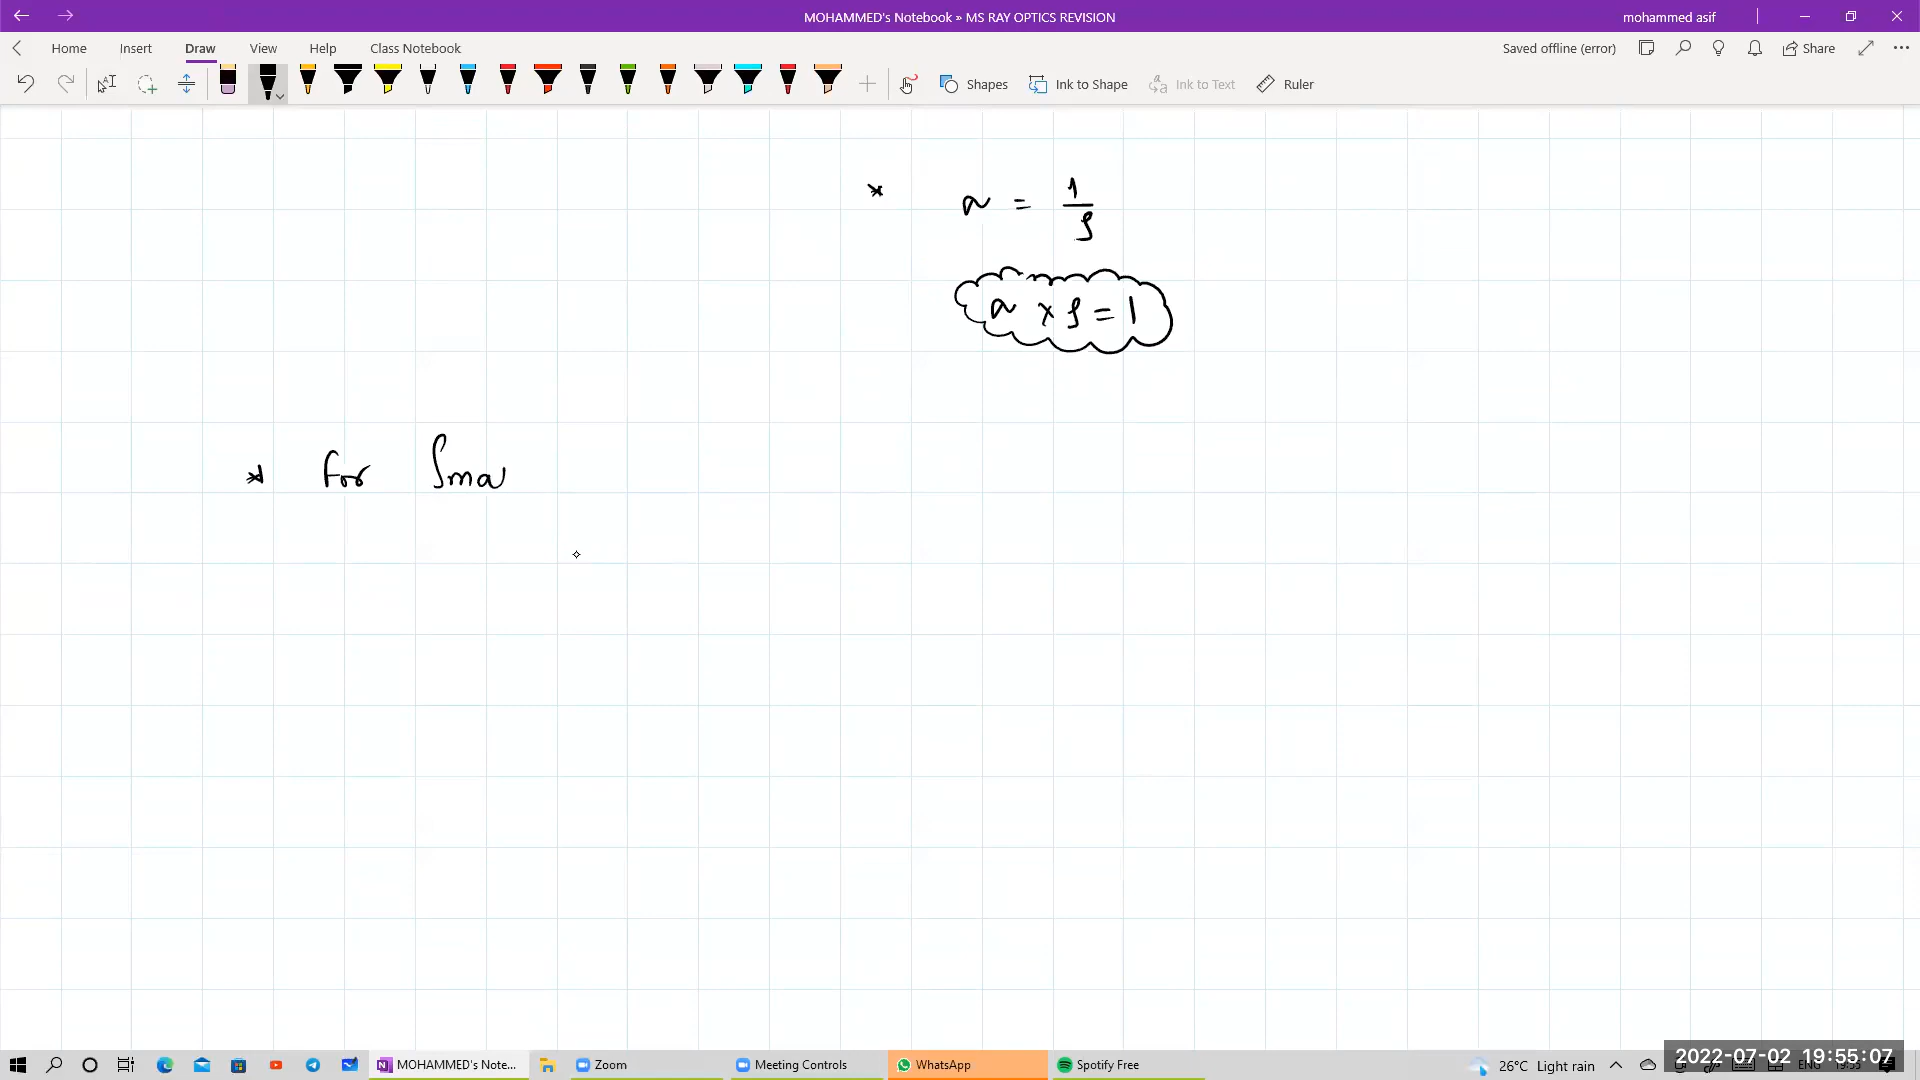 MOHAMMED's Notebook » MS RAY OPTICS REVISION
mohammed asif
Home Insert Draw View Help Class Notebook
Saved offline (error)
Share
Shapes
Ink to Shape
Ink to Text
Ruler
* ~ = 1/ρ
~ × ρ = 1
* For Sma
MOHAMMED's Note...
Zoom
Meeting Controls
WhatsApp
Spotify Free
26°C Light rain
2022-07-02 19:55:07